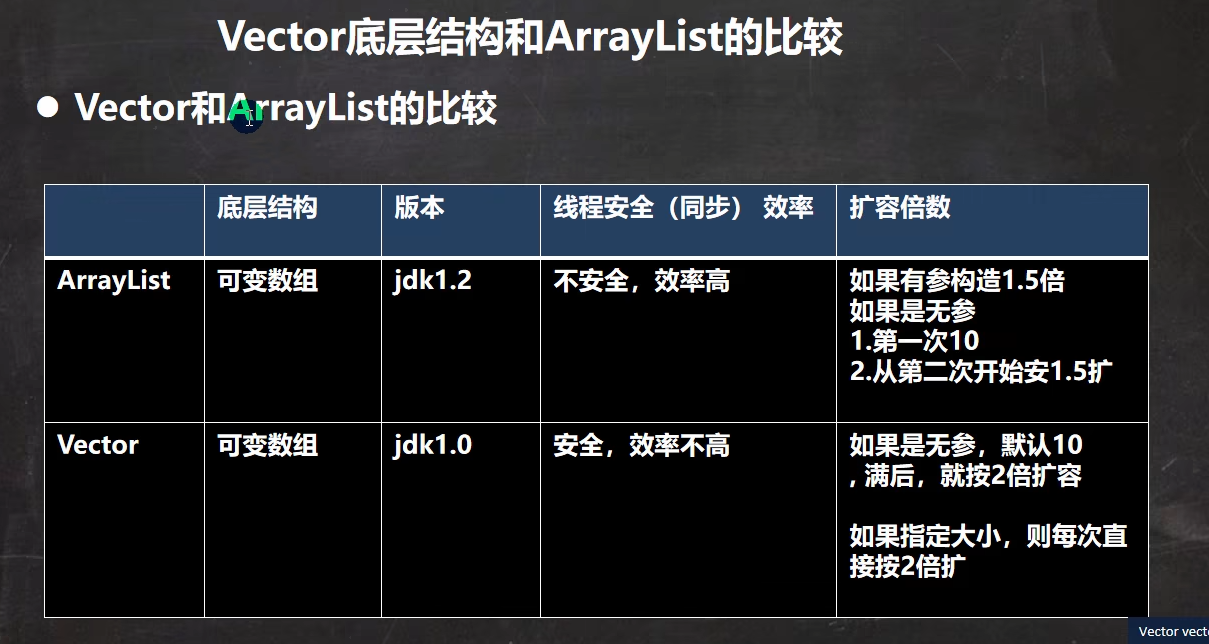 Vector底层结构和ArrayList的比较
● Vector和ArrayList的比较
底层结构 版本 线程安全（同步） 效率 扩容倍数
ArrayList 可变数组 jdk1.2 不安全，效率高 如果有参构造1.5倍
如果是无参
1.第一次10
2.从第二次开始安1.5扩
Vector 可变数组 jdk1.0 安全，效率不高 如果是无参，默认10
, 满后，就按2倍扩容
如果指定大小，则每次直
接按2倍扩
Vector vect